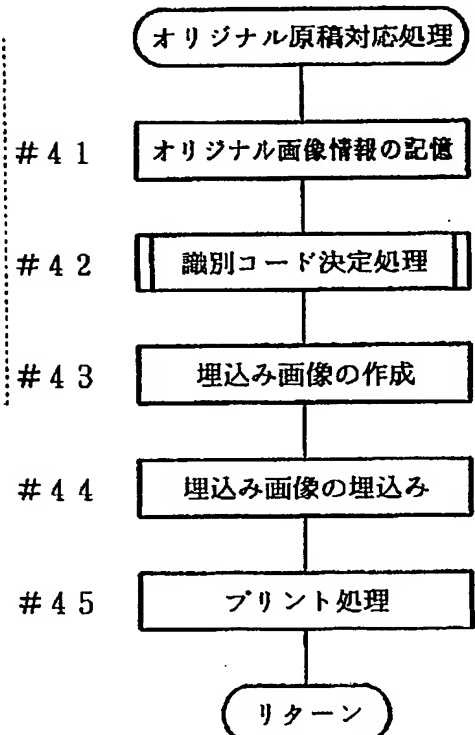 オリジナル原稿対応処理
#41 オリジナル画像情報の記憶
#42 識別コード決定処理
#43 埋込み画像の作成
#44 埋込み画像の埋込み
#45 プリント処理
リターン